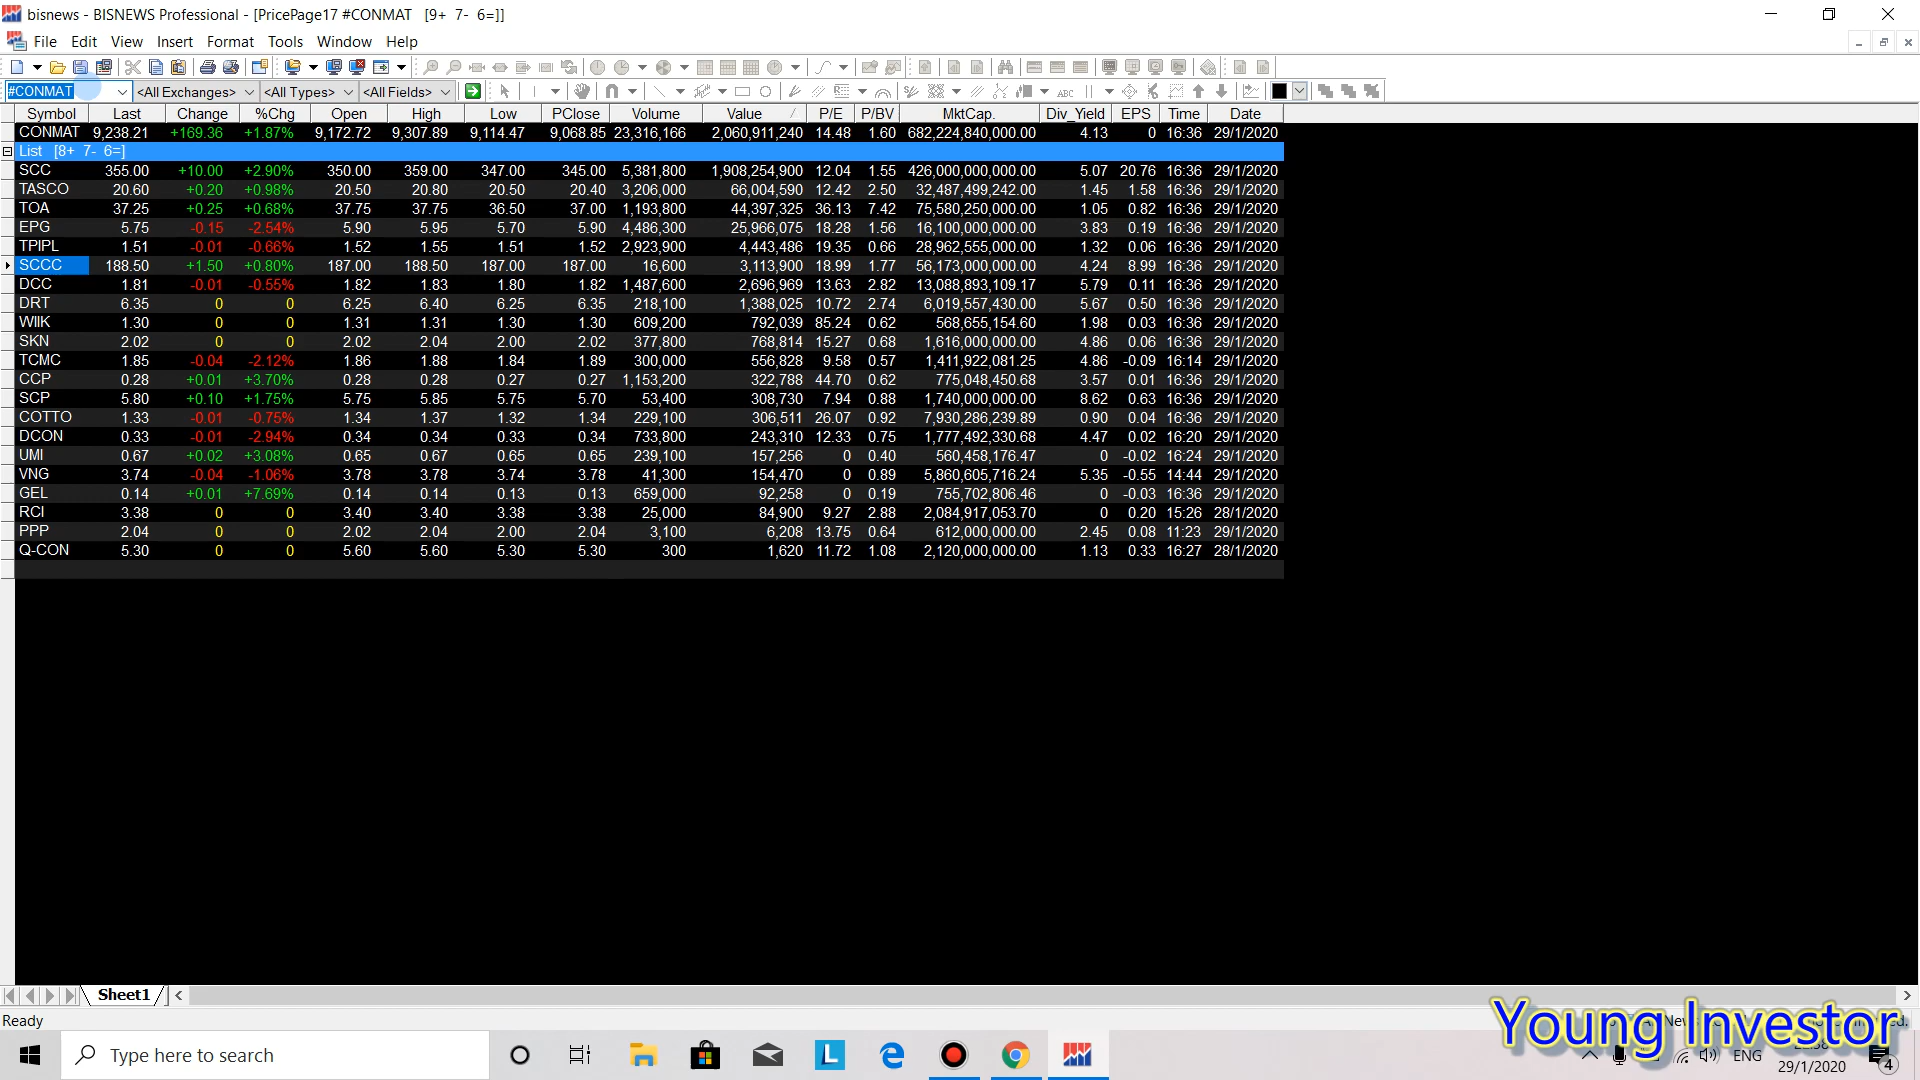 bisnews - BISNEWS Professional - [PricePage17 #CONMAT [9+ 7- 6=]]
File Edit View Insert Format Tools Window Help
#CONMAT <All Exchanges> <All Types> <All Fields> ABC
Symbol Last Change %Chg Open High Low PClose Volume Value P/E P/BV MktCap. Div_Yield EPS Time Date
CONMAT 9,238.21 +169.36 +1.87% 9,172.72 9,307.89 9,114.47 9,068.85 23,316,166 2,060,911,240 14.48 1.60 682,224,840,000.00 4.13 0 16:36 29/1/2020
List [8+ 7- 6=]
SCC 355.00 +10.00 +2.90% 350.00 359.00 347.00 345.00 5,381,800 1,908,254,900 12.04 1.55 426,000,000,000.00 5.07 20.76 16:36 29/1/2020
TASCO 20.60 +0.20 +0.98% 20.50 20.80 20.50 20.40 3,206,000 66,004,590 12.42 2.50 32,487,499,242.00 1.45 1.58 16:36 29/1/2020
TOA 37.25 +0.25 +0.68% 37.75 37.75 36.50 37.00 1,193,800 44,397,325 36.13 7.42 75,580,250,000.00 1.05 0.82 16:36 29/1/2020
EPG 5.75 -0.15 -2.54% 5.90 5.95 5.70 5.90 4,486,300 25,966,075 18.28 1.56 16,100,000,000.00 3.83 0.19 16:36 29/1/2020
TPIPL 1.51 -0.01 -0.66% 1.52 1.55 1.51 1.52 2,923,900 4,443,486 19.35 0.66 28,962,555,000.00 1.32 0.06 16:36 29/1/2020
SCCC 188.50 +1.50 +0.80% 187.00 188.50 187.00 187.00 16,600 3,113,900 18.99 1.77 56,173,000,000.00 4.24 8.99 16:36 29/1/2020
DCC 1.81 -0.01 -0.55% 1.82 1.83 1.80 1.82 1,487,600 2,696,969 13.63 2.82 13,088,893,109.17 5.79 0.11 16:36 29/1/2020
DRT 6.35 0 0 6.25 6.40 6.25 6.35 218,100 1,388,025 10.72 2.74 6,019,557,430.00 5.67 0.50 16:36 29/1/2020
WIIK 1.30 0 0 1.31 1.31 1.30 1.30 609,200 792,039 85.24 0.62 568,655,154.60 1.98 0.03 16:36 29/1/2020
SKN 2.02 0 0 2.02 2.04 2.00 2.02 377,800 768,814 15.27 0.68 1,616,000,000.00 4.86 0.06 16:36 29/1/2020
TCMC 1.85 -0.04 -2.12% 1.86 1.88 1.84 1.89 300,000 556,828 9.58 0.57 1,411,922,081.25 4.86 -0.09 16:14 29/1/2020
CCP 0.28 +0.01 +3.70% 0.28 0.28 0.27 0.27 1,153,200 322,788 44.70 0.62 775,048,450.68 3.57 0.01 16:36 29/1/2020
SCP 5.80 +0.10 +1.75% 5.75 5.85 5.75 5.70 53,400 308,730 7.94 0.88 1,740,000,000.00 8.62 0.63 16:36 29/1/2020
COTTO 1.33 -0.01 -0.75% 1.34 1.37 1.32 1.34 229,100 306,511 26.07 0.92 7,930,286,239.89 0.90 0.04 16:36 29/1/2020
DCON 0.33 -0.01 -2.94% 0.34 0.34 0.33 0.34 733,800 243,310 12.33 0.75 1,777,492,330.68 4.47 0.02 16:20 29/1/2020
UMI 0.67 +0.02 +3.08% 0.65 0.67 0.65 0.65 239,100 157,256 0 0.40 560,458,176.47 0 -0.02 16:24 29/1/2020
VNG 3.74 -0.04 -1.06% 3.78 3.78 3.74 3.78 41,300 154,470 0 0.89 5,860,605,716.24 5.35 -0.55 14:44 29/1/2020
GEL 0.14 +0.01 +7.69% 0.14 0.14 0.13 0.13 659,000 92,258 0 0.19 755,702,806.46 0 -0.03 16:36 29/1/2020
RCI 3.38 0 0 3.40 3.40 3.38 3.38 25,000 84,900 9.27 2.88 2,084,917,053.70 0 0.20 15:26 28/1/2020
PPP 2.04 0 0 2.02 2.04 2.00 2.04 3,100 6,208 13.75 0.64 612,000,000.00 2.45 0.08 11:23 29/1/2020
Q-CON 5.30 0 0 5.60 5.60 5.30 5.30 300 1,620 11.72 1.08 2,120,000,000.00 1.13 0.33 16:27 28/1/2020
Sheet1
Ready
Young Investor
Type here to search
ENG
29/1/2020
4